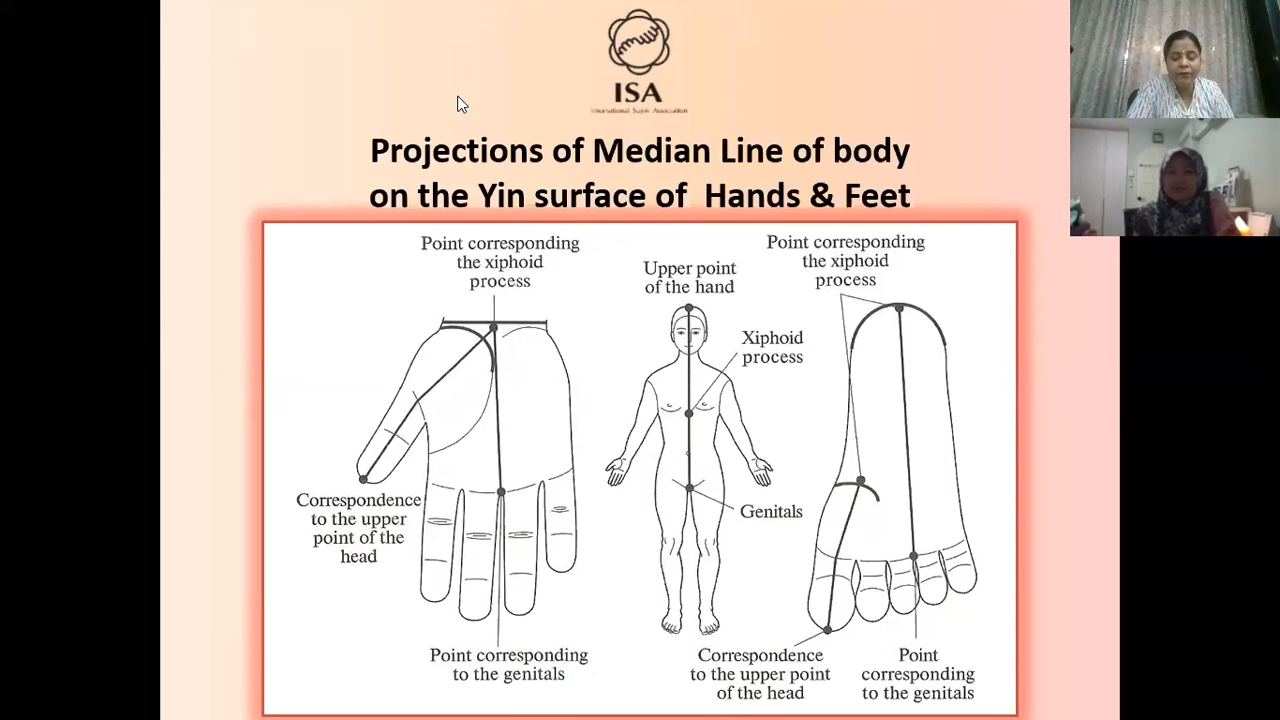 ISA
International Sujok Association
Projections of Median Line of body
on the Yin surface of Hands & Feet
Point corresponding
the xiphoid
process
Upper point
of the hand
Point corresponding
the xiphoid
process
Xiphoid
process
Correspondence
to the upper
point of the
head
Genitals
Point corresponding
to the genitals
Correspondence
to the upper point
of the head
Point
corresponding
to the genitals